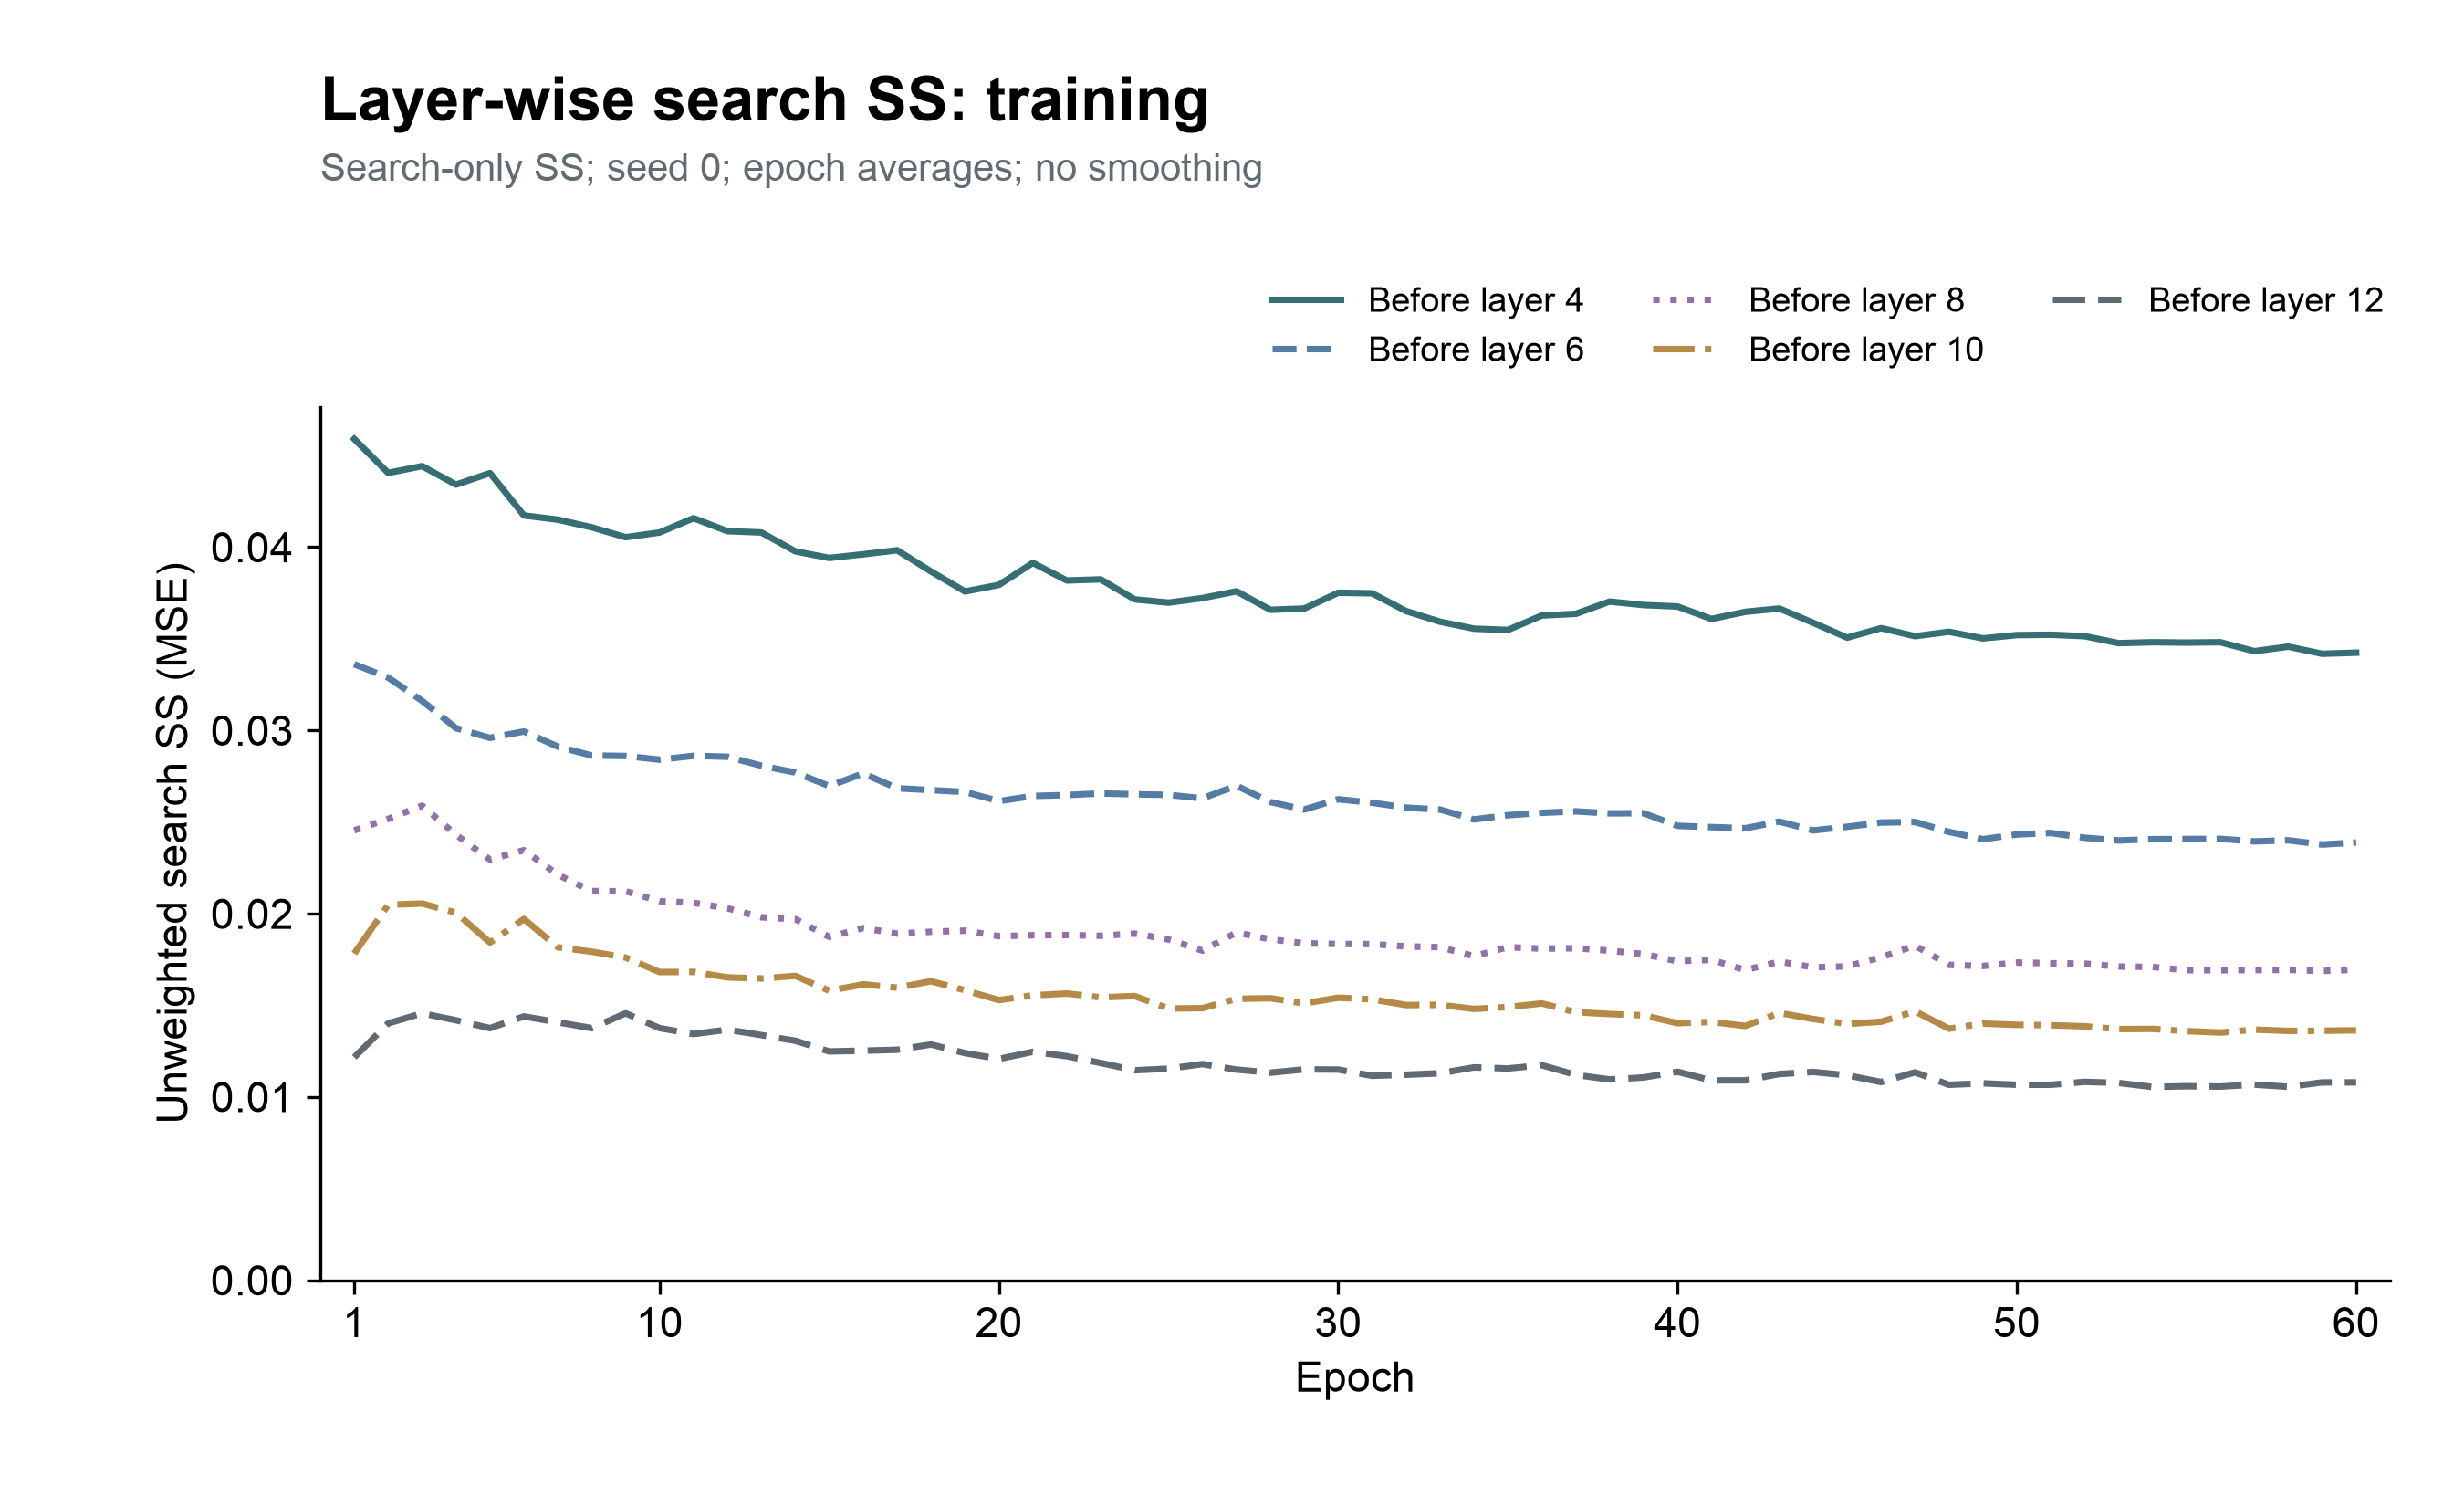 Layer-wise search SS: training
Search-only SS; seed 0; epoch averages; no smoothing
Before layer 4
Before layer 6
Before layer 8
Before layer 10
Before layer 12
Unweighted search SS (MSE)
0.04
0.03
0.02
0.01
0.00
1 10 20 30 40 50 60
Epoch